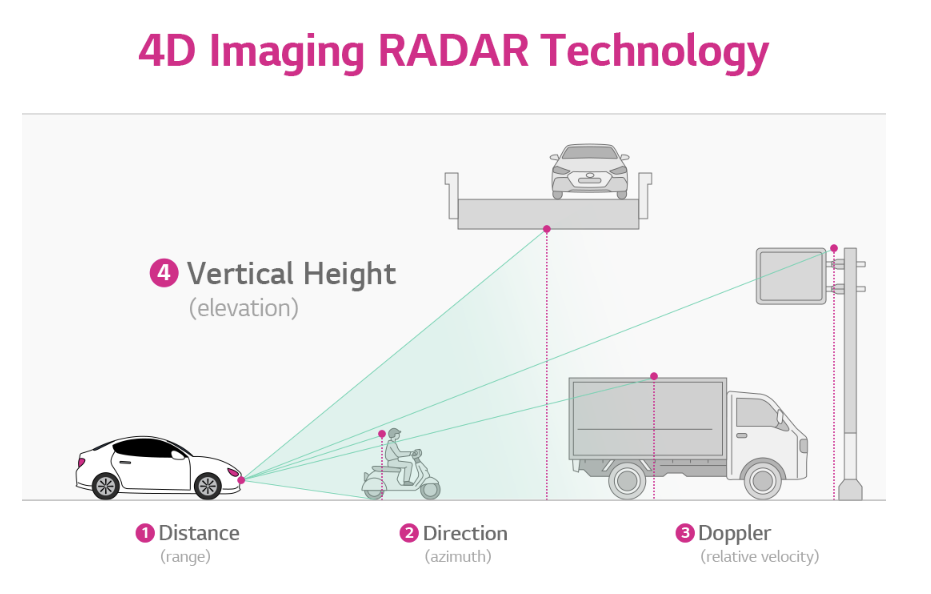 4D Imaging RADAR Technology
4 Vertical Height
(elevation)
1 Distance
(range)
2 Direction
(azimuth)
3 Doppler
(relative velocity)